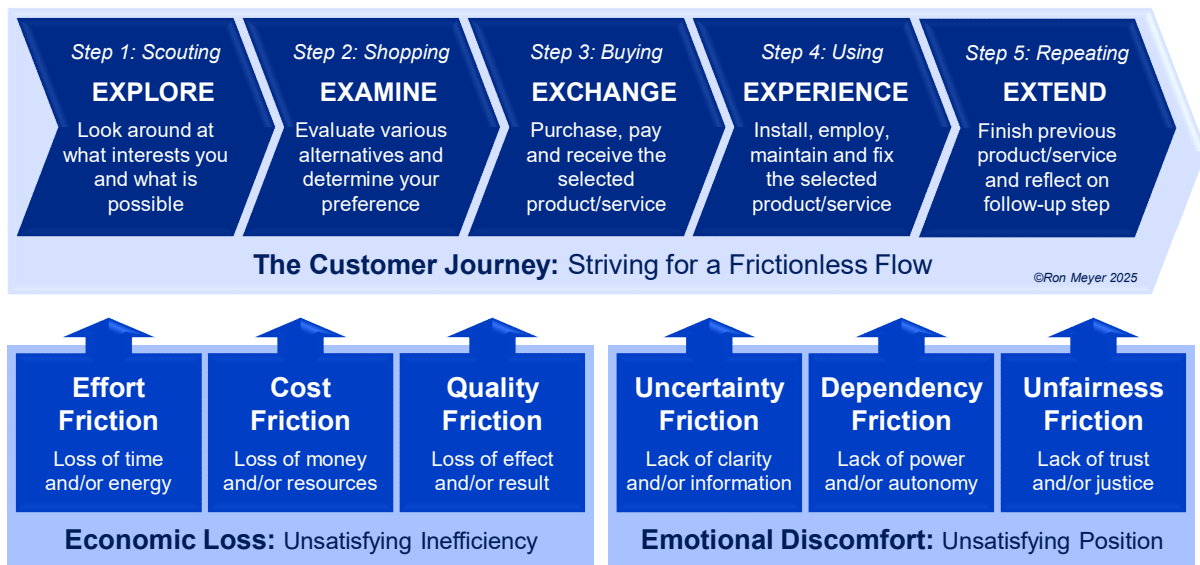 Step 1: Scouting
EXPLORE
Look around at
what interests you
and what is
possible
Step 2: Shopping
EXAMINE
Evaluate various
alternatives and
determine your
preference
Step 3: Buying
EXCHANGE
Purchase, pay
and receive the
selected
product/service
Step 4: Using
EXPERIENCE
Install, employ,
maintain and fix
the selected
product/service
Step 5: Repeating
EXTEND
Finish previous
product/service
and reflect on
follow-up step
The Customer Journey: Striving for a Frictionless Flow
©Ron Meyer 2025
Effort
Friction
Loss of time
and/or energy
Cost
Friction
Loss of money
and/or resources
Quality
Friction
Loss of effect
and/or result
Economic Loss: Unsatisfying Inefficiency
Uncertainty
Friction
Lack of clarity
and/or information
Dependency
Friction
Lack of power
and/or autonomy
Unfairness
Friction
Lack of trust
and/or justice
Emotional Discomfort: Unsatisfying Position